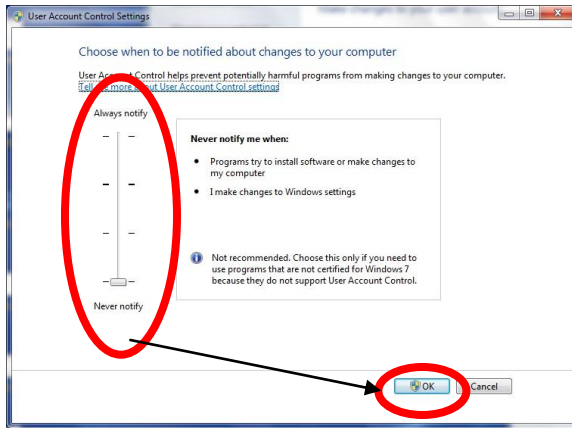 User Account Control Settings
Choose when to be notified about changes to your computer
User Account Control helps prevent potentially harmful programs from making changes to your computer.
Tell me more about User Account Control settings
Always notify
Never notify me when:
• Programs try to install software or make changes to
my computer
• I make changes to Windows settings
Not recommended. Choose this only if you need to
use programs that are not certified for Windows 7
because they do not support User Account Control.
Never notify
OK
Cancel